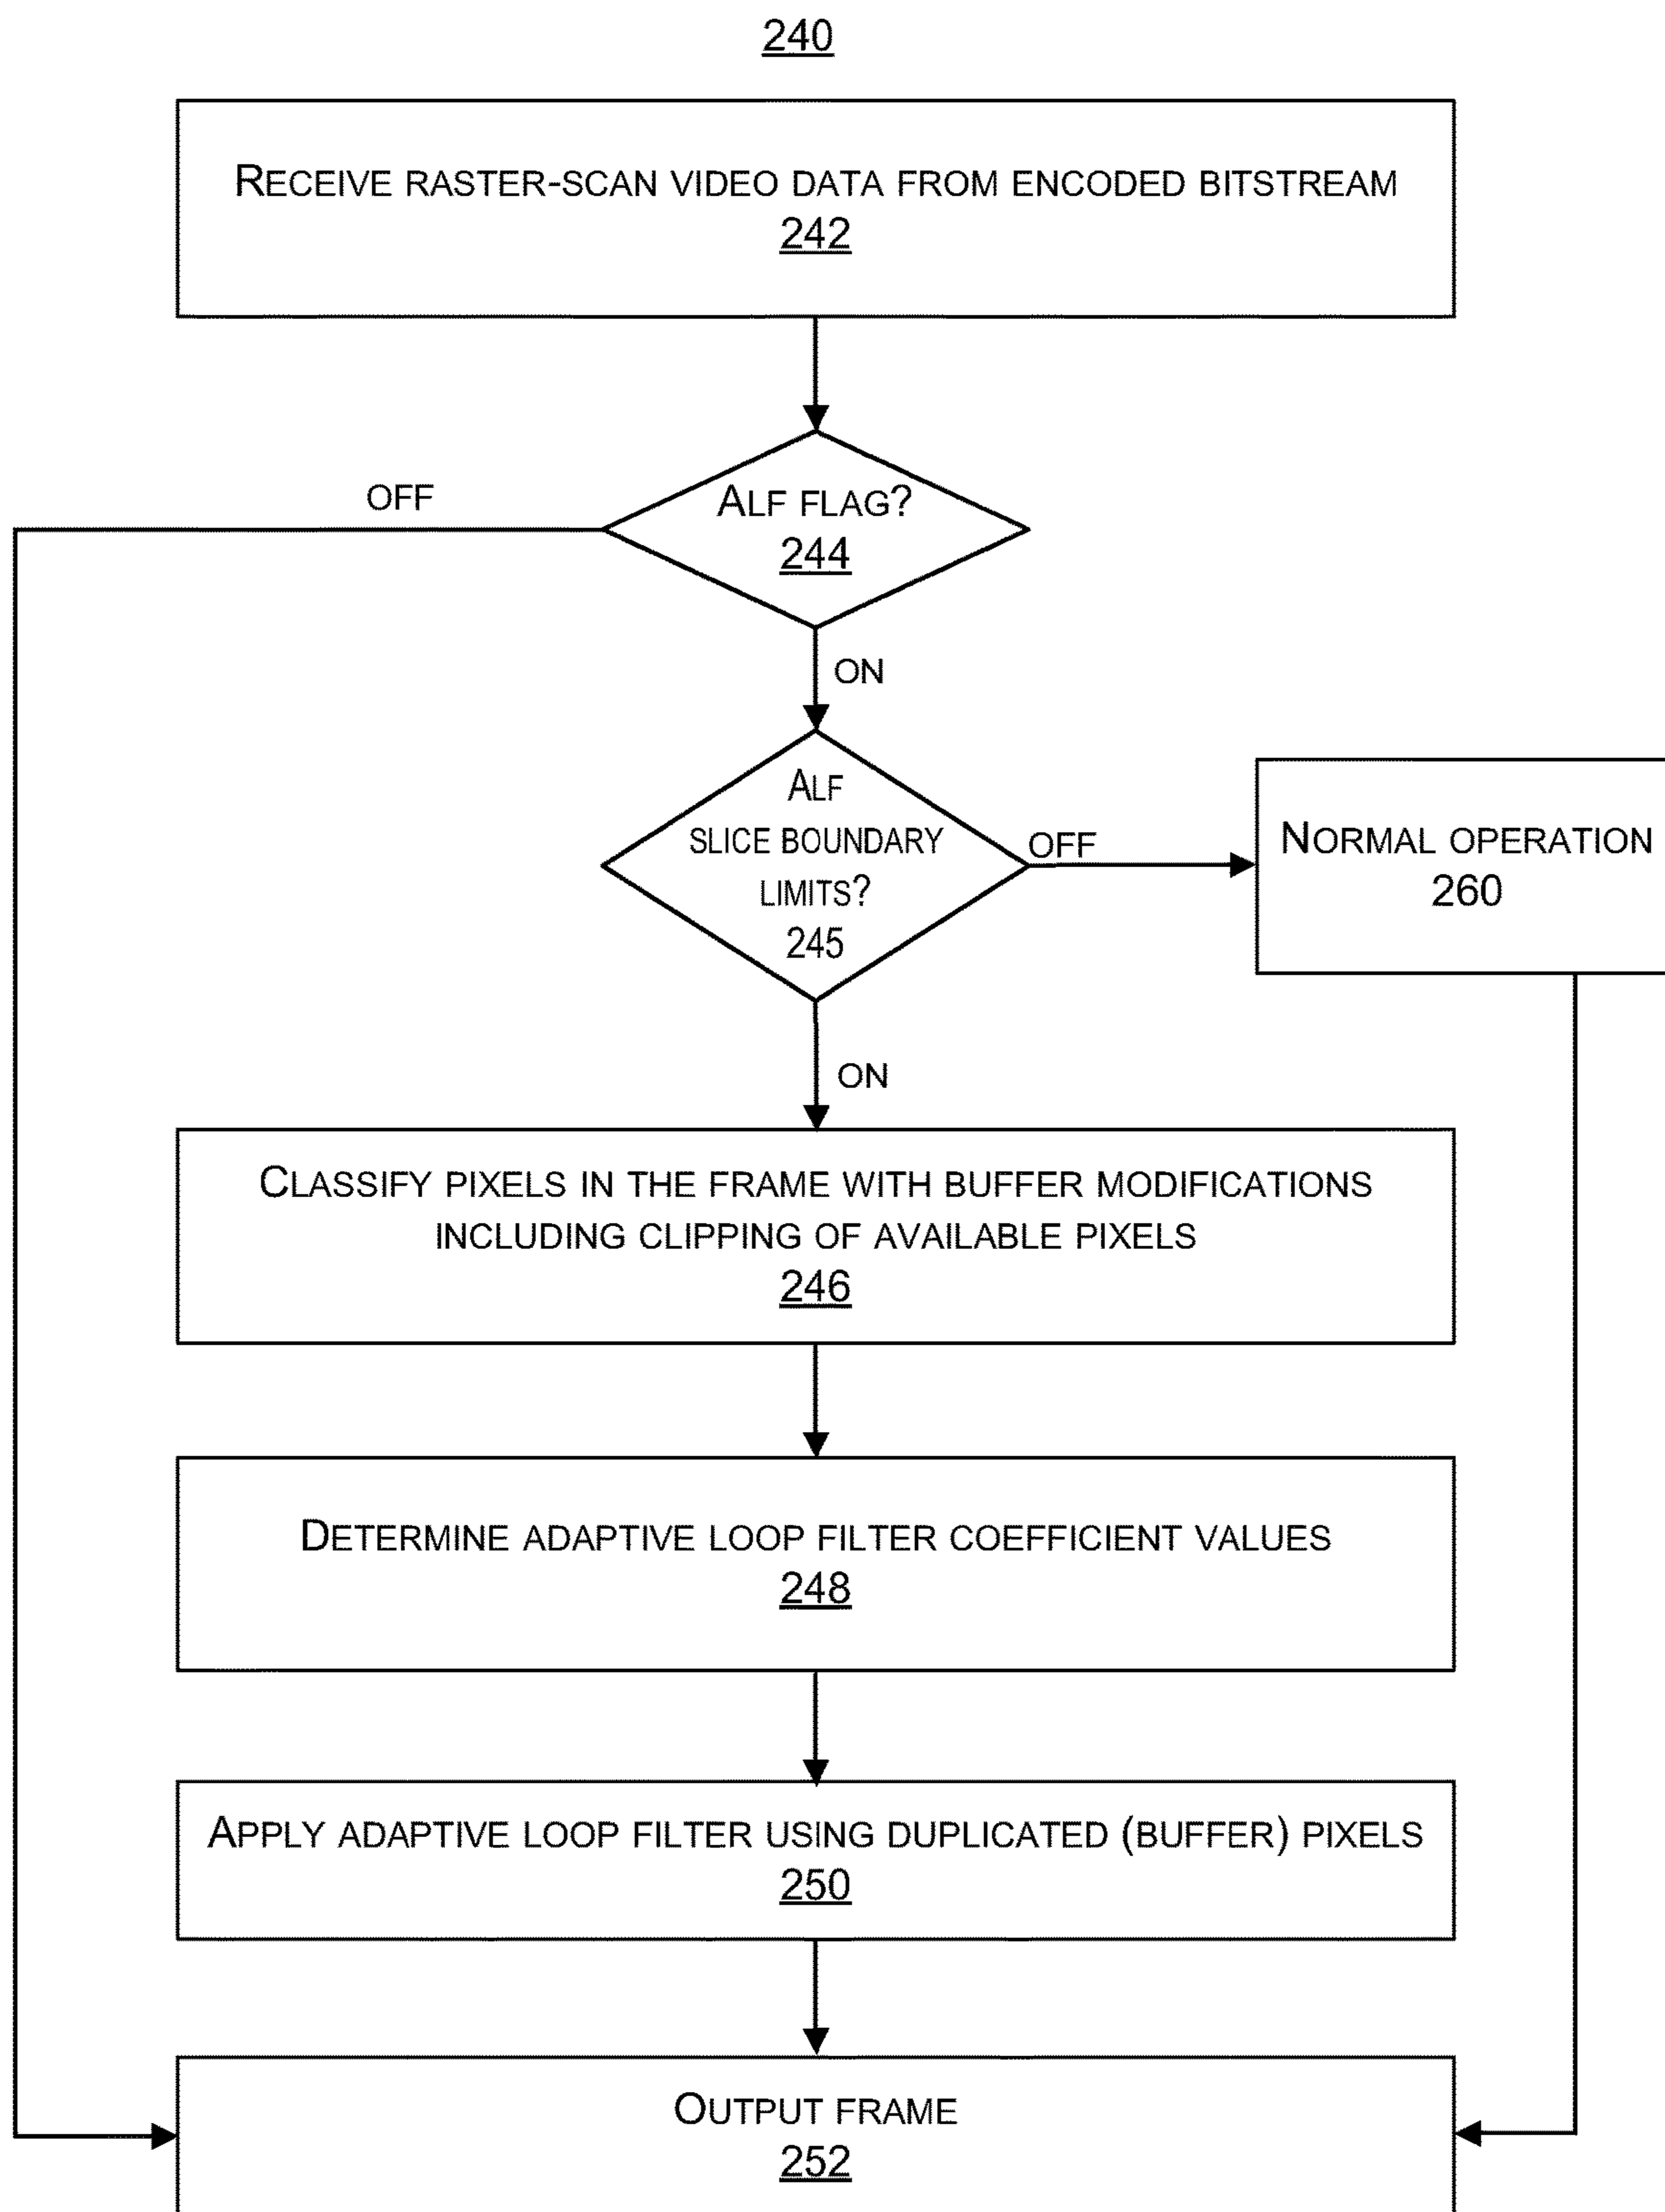 240
RECEIVE RASTER-SCAN VIDEO DATA FROM ENCODED BITSTREAM
242
OFF
ALF FLAG?
244
ON
ALF
SLICE BOUNDARY
LIMITS?
245
OFF
NORMAL OPERATION
260
ON
CLASSIFY PIXELS IN THE FRAME WITH BUFFER MODIFICATIONS
INCLUDING CLIPPING OF AVAILABLE PIXELS
246
DETERMINE ADAPTIVE LOOP FILTER COEFFICIENT VALUES
248
APPLY ADAPTIVE LOOP FILTER USING DUPLICATED (BUFFER) PIXELS
250
OUTPUT FRAME
252